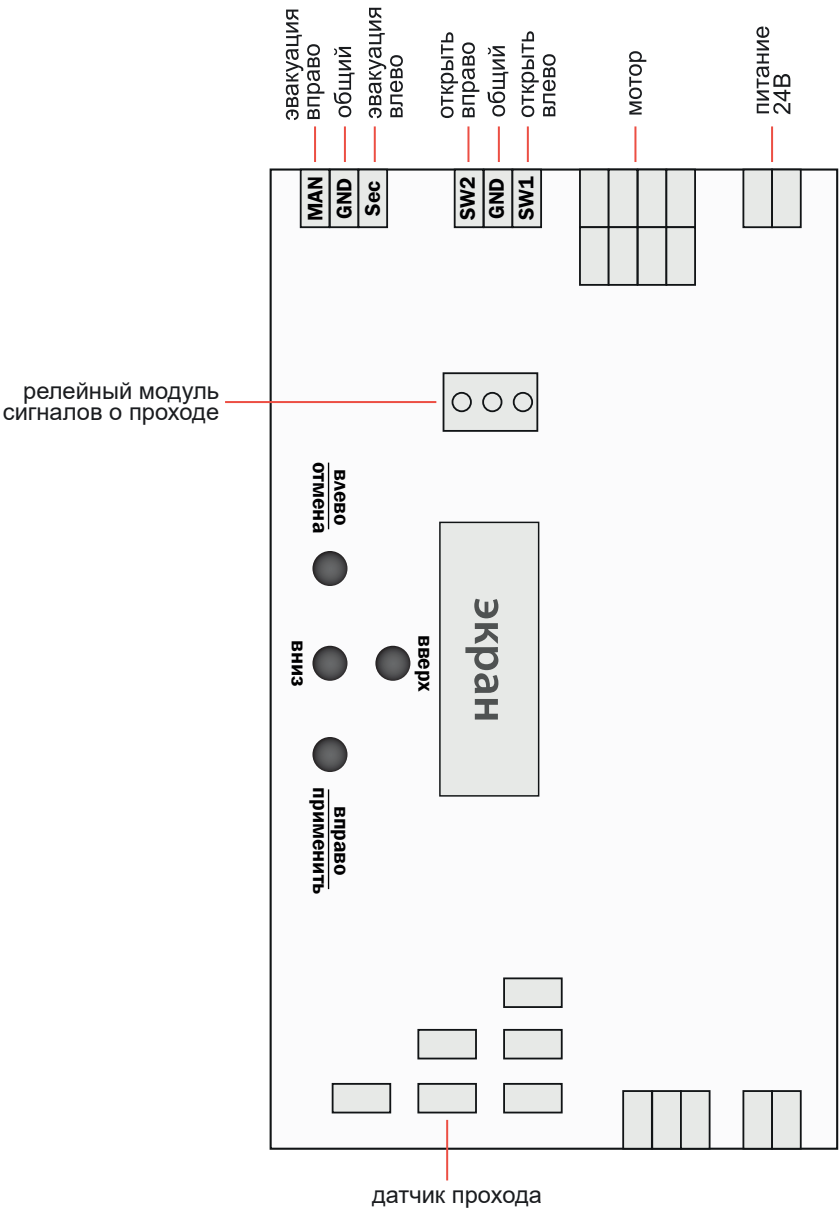 эвакуация
вправо
общий
эвакуация
влево
открыть
вправо
общий
открыть
влево
мотор
питание
24В
MAN
GND
Sec
SW2
GND
SW1
релейный модуль
сигналов о проходе
влево
отмена
вниз
вверх
экран
вправо
применить
датчик прохода